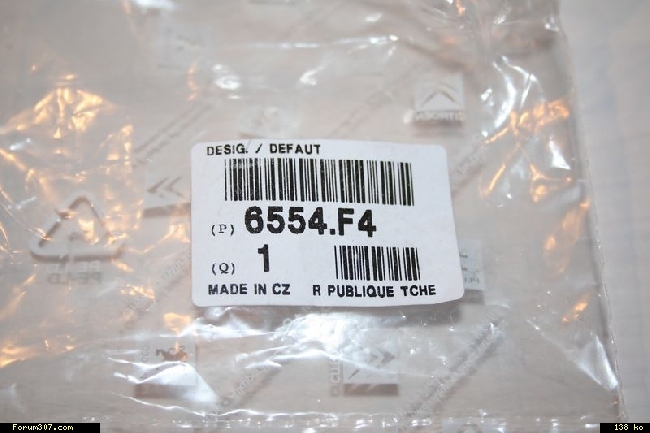 DESIG. / DEFAUT
(P) 6554.F4
(Q) 1
MADE IN CZ R PUBLIQUE TCHE
Forum307.com
138 ko